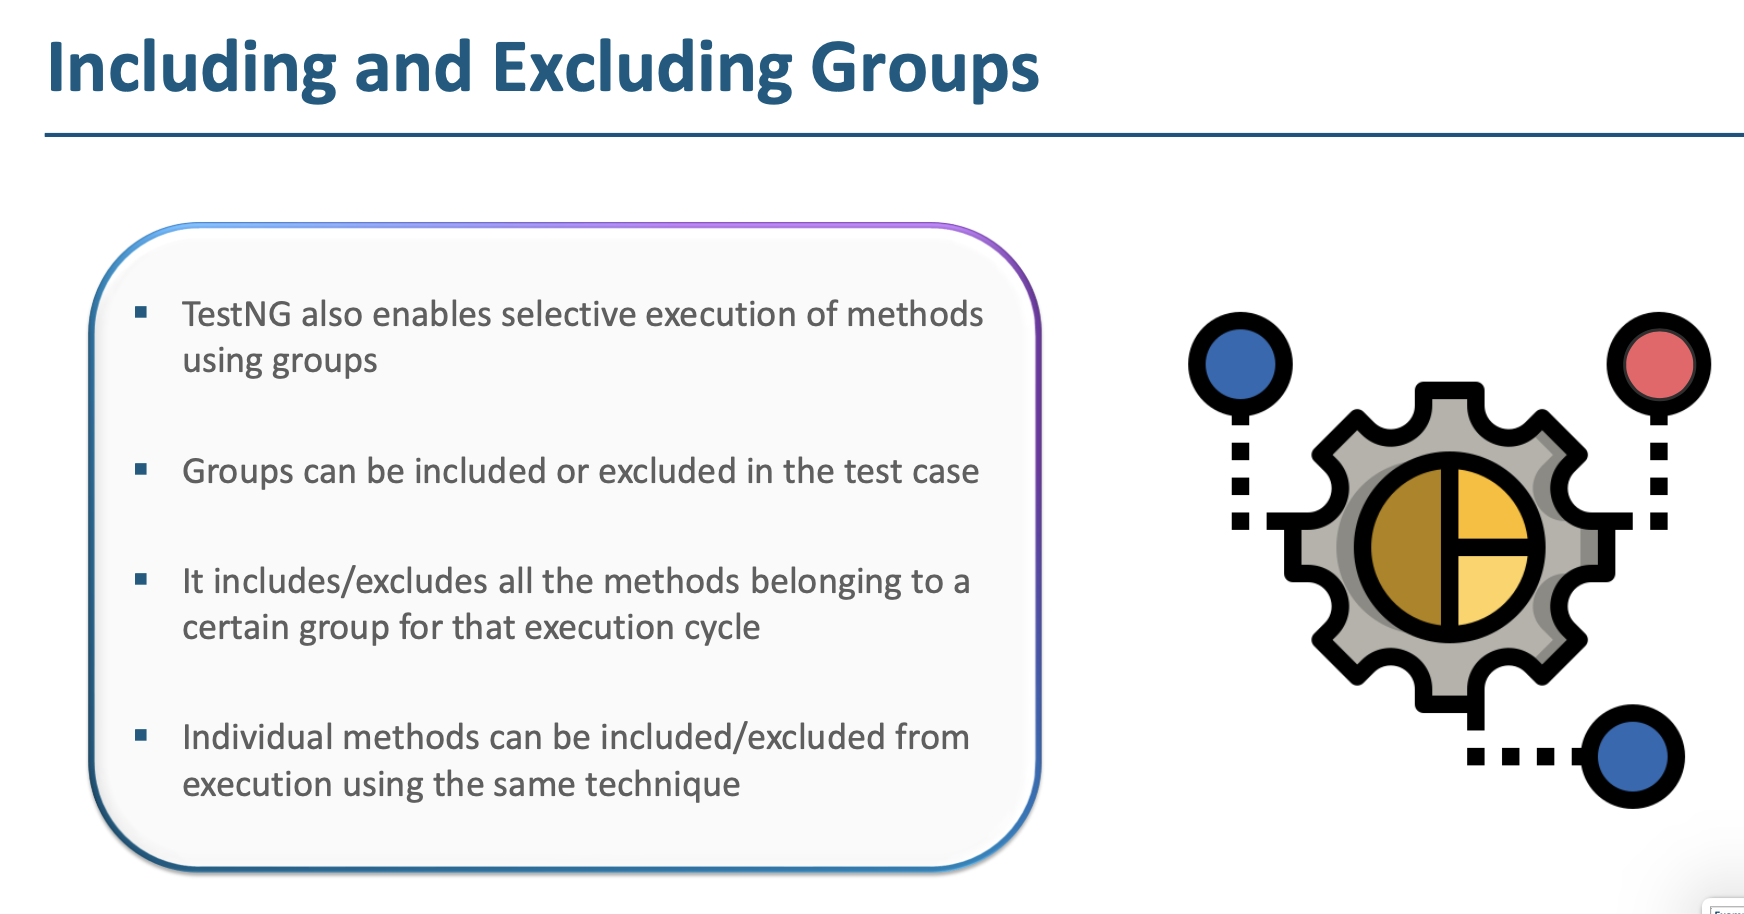 Including and Excluding Groups
TestNG also enables selective execution of methods
using groups
Groups can be included or excluded in the test case
It includes/excludes all the methods belonging to a
certain group for that execution cycle
Individual methods can be included/excluded from
execution using the same technique